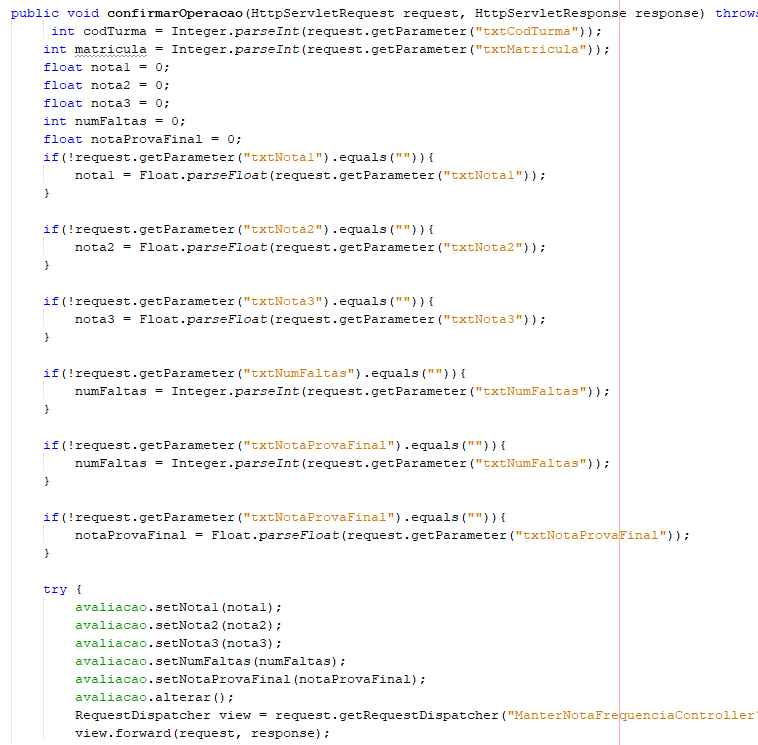 public void confirmarOperacao(HttpServletRequest request, HttpServletResponse response) throws
int codTurma = Integer.parseInt(request.getParameter("txtCodTurma"));
int matricula = Integer.parseInt(request.getParameter("txtMatricula"));
float nota1 = 0;
float nota2 = 0;
float nota3 = 0;
int numFaltas = 0;
float notaProvaFinal = 0;
if(!request.getParameter("txtNota1").equals("")){
nota1 = Float.parseFloat(request.getParameter("txtNota1"));
}
if(!request.getParameter("txtNota2").equals("")){
nota2 = Float.parseFloat(request.getParameter("txtNota2"));
}
if(!request.getParameter("txtNota3").equals("")){
nota3 = Float.parseFloat(request.getParameter("txtNota3"));
}
if(!request.getParameter("txtNumFaltas").equals("")){
numFaltas = Integer.parseInt(request.getParameter("txtNumFaltas"));
}
if(!request.getParameter("txtNotaProvaFinal").equals("")){
numFaltas = Integer.parseInt(request.getParameter("txtNumFaltas"));
}
if(!request.getParameter("txtNotaProvaFinal").equals("")){
notaProvaFinal = Float.parseFloat(request.getParameter("txtNotaProvaFinal"));
}
try {
avaliacao.setNota1(nota1);
avaliacao.setNota2(nota2);
avaliacao.setNota3(nota3);
avaliacao.setNumFaltas(numFaltas);
avaliacao.setNotaProvaFinal(notaProvaFinal);
avaliacao.alterar();
RequestDispatcher view = request.getRequestDispatcher("ManterNotaFrequenciaController
view.forward(request, response);